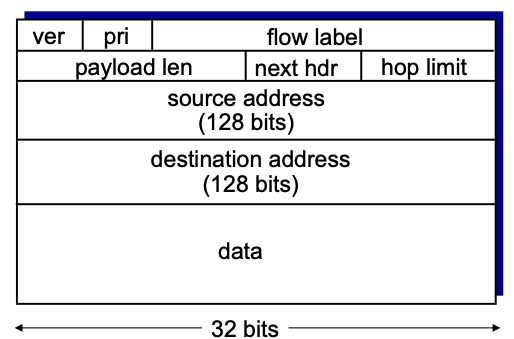 ver pri flow label
payload len next hdr hop limit
source address
(128 bits)
destination address
(128 bits)
data
32 bits